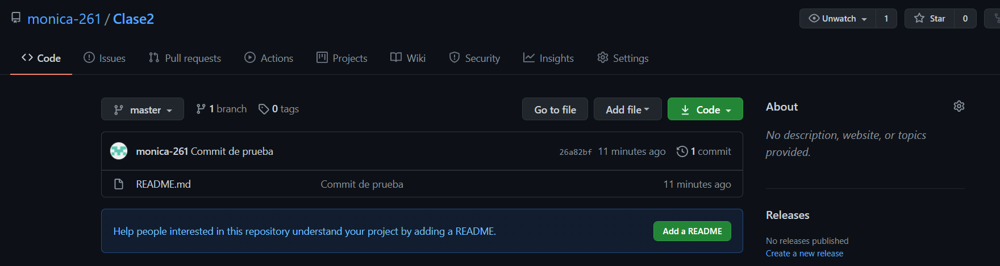 monica-261 / Clase2
Unwatch 1 Star 0
Code Issues Pull requests Actions Projects Wiki Security Insights Settings
master 1 branch 0 tags Go to file Add file Code
monica-261 Commit de prueba 26a82bf 11 minutes ago 1 commit
README.md Commit de prueba 11 minutes ago
Help people interested in this repository understand your project by adding a README. Add a README
About
No description, website, or topics
provided.
Releases
No releases published
Create a new release